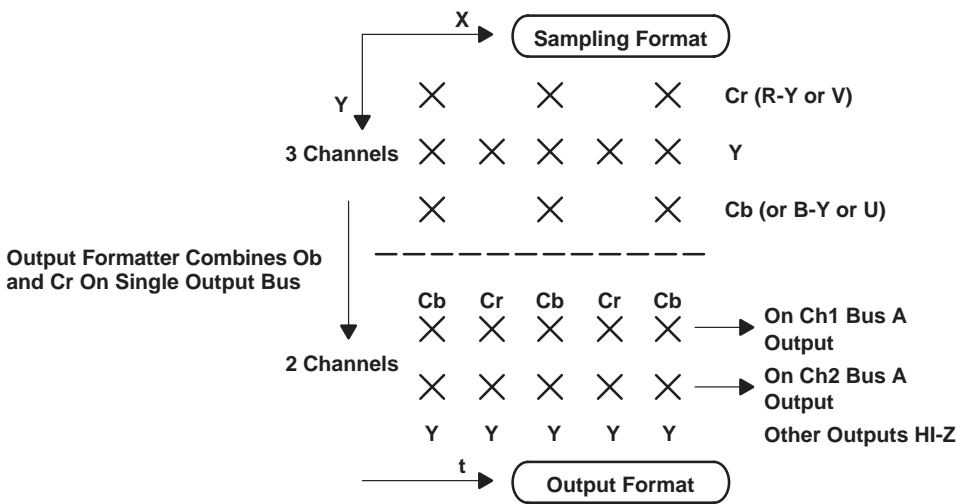 X
Sampling Format
Y
Cr (R-Y or V)
3 Channels
Y
Cb (or B-Y or U)
Output Formatter Combines Ob
and Cr On Single Output Bus
Cb Cr Cb Cr Cb
On Ch1 Bus A
Output
2 Channels
On Ch2 Bus A
Output
Y Y Y Y Y
Other Outputs HI-Z
t
Output Format